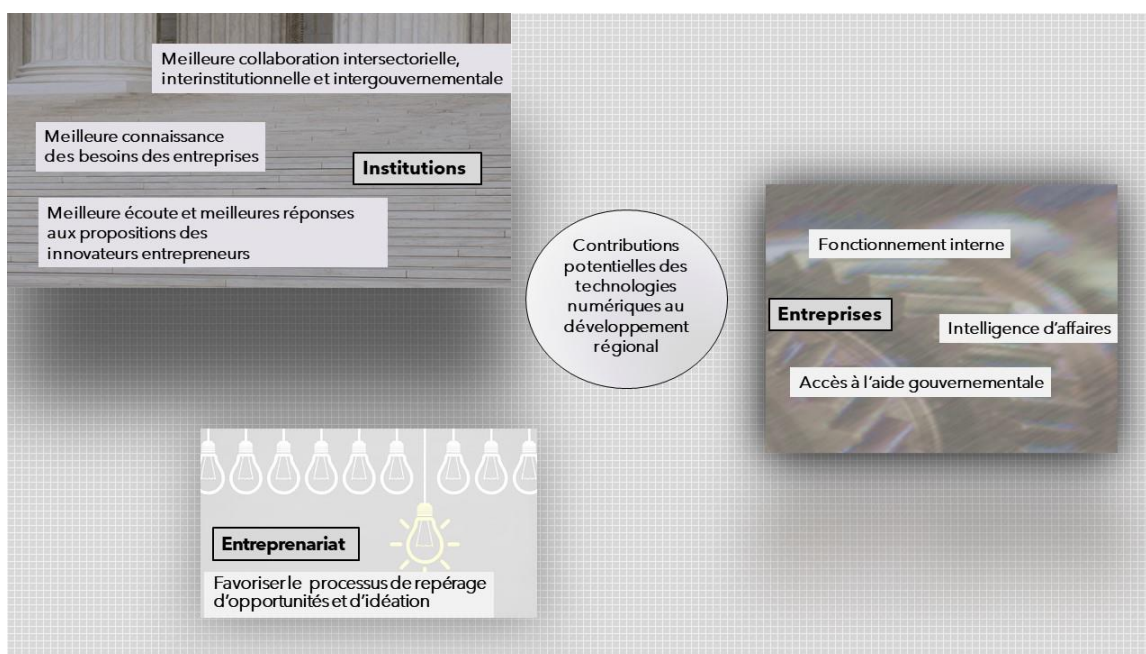 Meilleure collaboration intersectorielle,
interinstitutionnelle et intergouvernementale
Meilleure connaissance
des besoins des entreprises
Institutions
Meilleure écoute et meilleures réponses
aux propositions des
innovateurs entrepreneurs
Contributions
potentielles des
technologies
numériques au
développement
régional
Fonctionnement interne
Entreprises
Intelligence d’affaires
Accès à l’aide gouvernementale
Entreprenariat
Favoriser le processus de repérage
d’opportunités et d’idéation